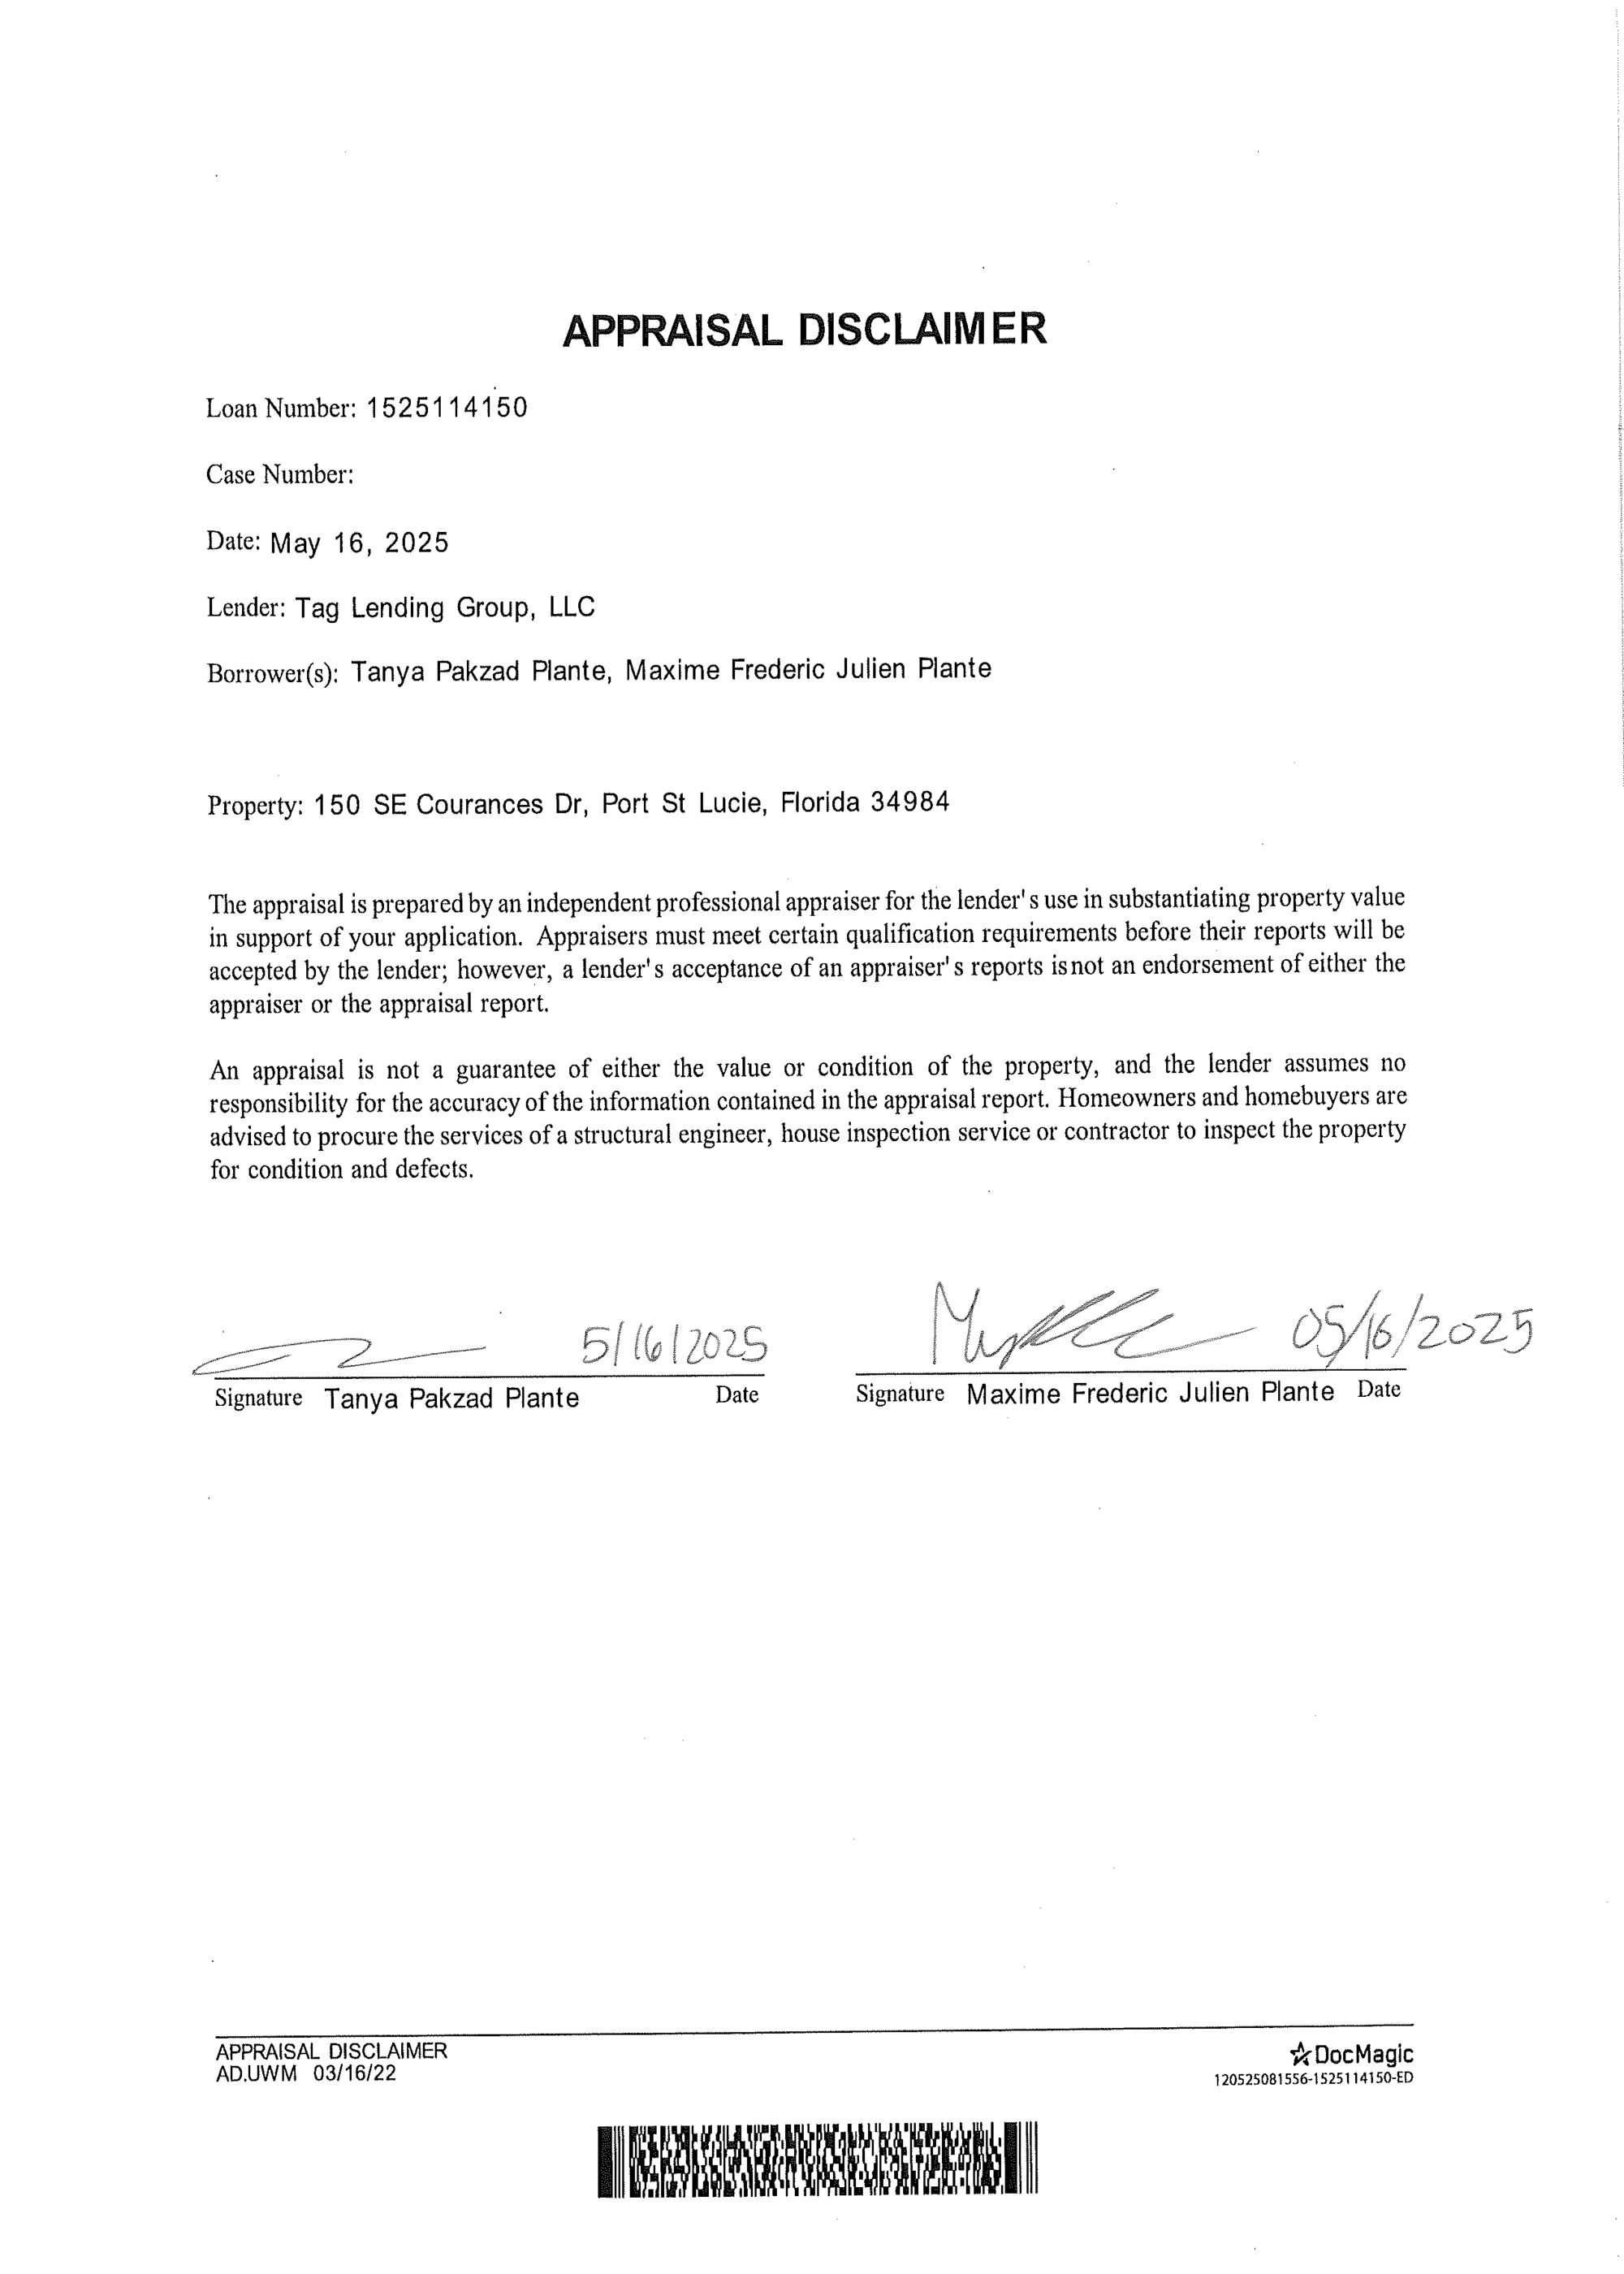 APPRAISAL DISCLAIMER
Loan Number: 1525114150
Case Number:
Date: May 16, 2025
Lender: Tag Lending Group, LLC
Borrower(s): Tanya Pakzad Plante, Maxime Frederic Julien Plante
Property: 150 SE Courances Dr, Port St Lucie, Florida 34984
The appraisal is prepared by an independent professional appraiser for the lender's use in substantiating property value
in support of your application. Appraisers must meet certain qualification requirements before their reports will be
accepted by the lender; however, a lender's acceptance of an appraiser's reports is not an endorsement of either the
appraiser or the appraisal report.
An appraisal is not a guarantee of either the value or condition of the property, and the lender assumes no
responsibility for the accuracy of the information contained in the appraisal report. Homeowners and homebuyers are
advised to procure the services of a structural engineer, house inspection service or contractor to inspect the property
for condition and defects.
5/16/2025 05/16/2025
Signature Tanya Pakzad Plante Date Signature Maxime Frederic Julien Plante Date
APPRAISAL DISCLAIMER
AD.UWM 03/16/22
DocMagic
120525081556-1525114150-ED